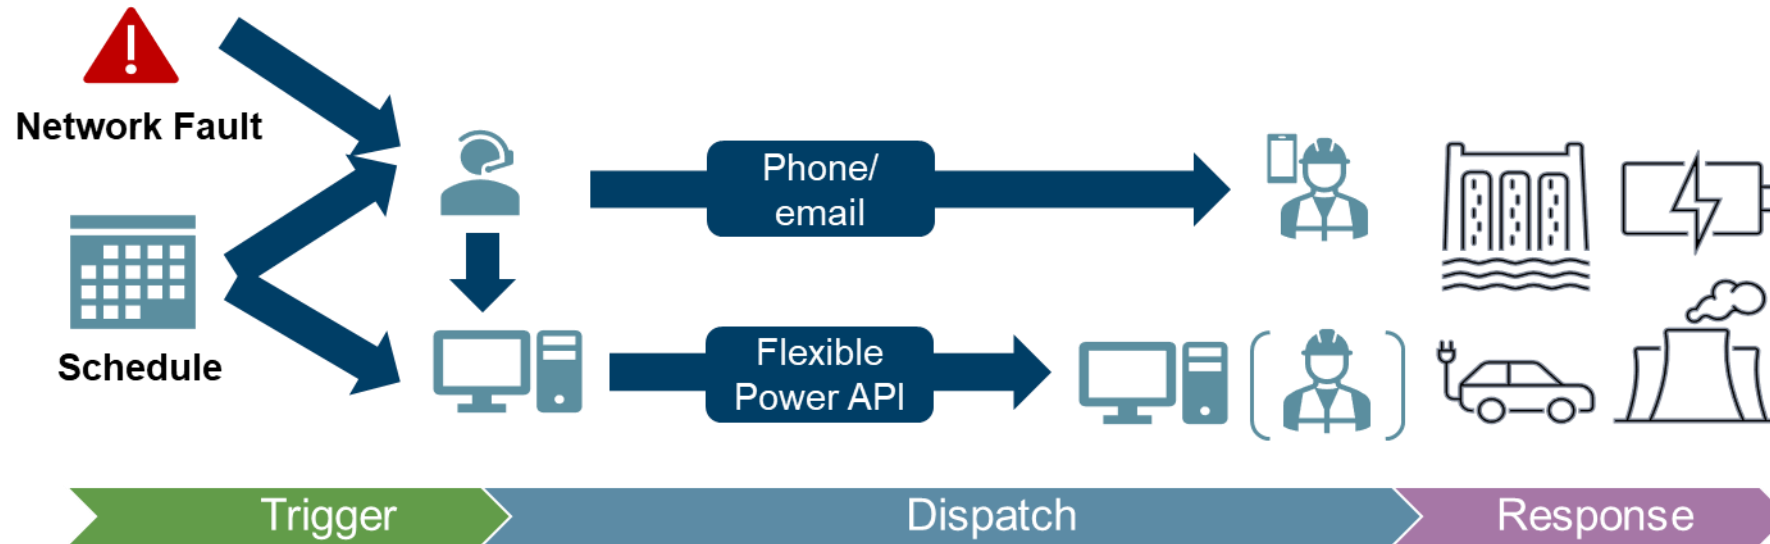 Network Fault
Phone/
email
Schedule
Flexible
Power API
Trigger
Dispatch
Response